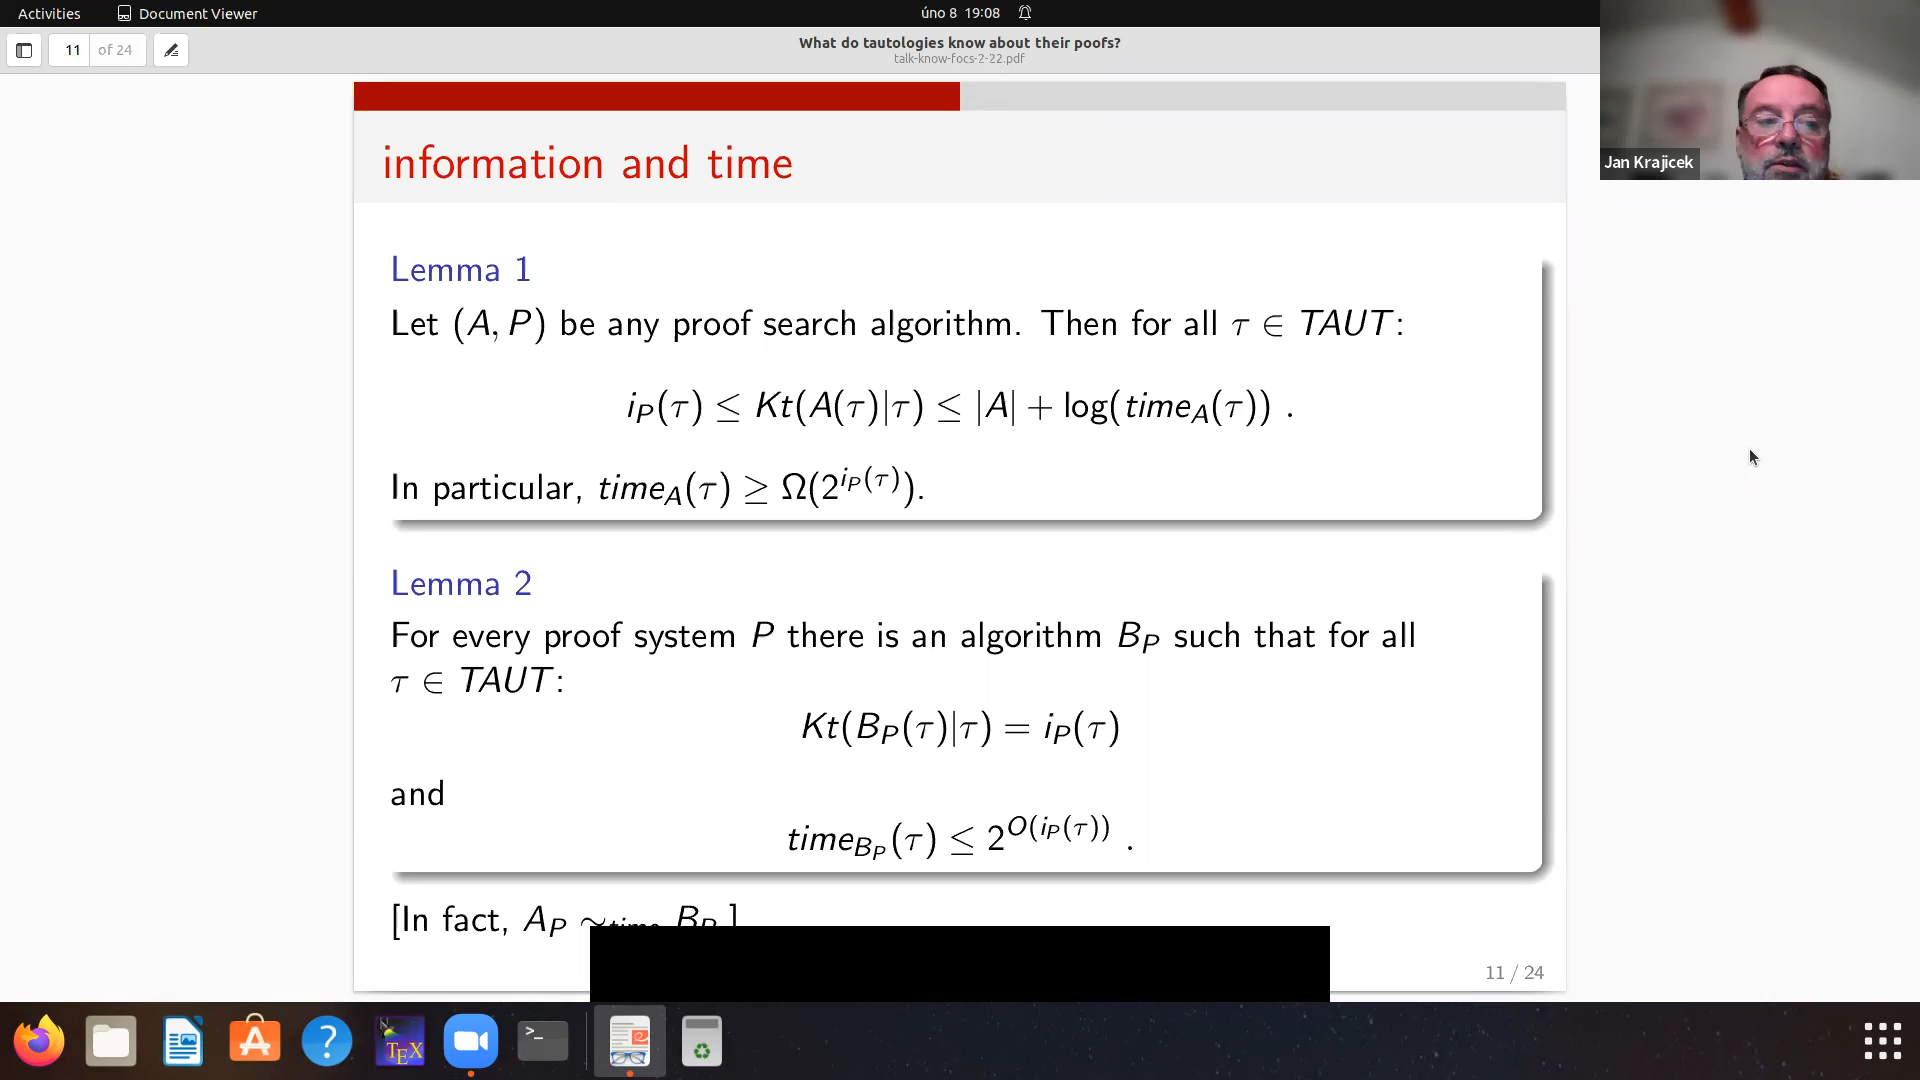 Activities
Document Viewer
úno 8 19:08
11 of 24
What do tautologies know about their poofs?
talk-know-focs-2-22.pdf
Jan Krajicek
information and time
Lemma 1
Let (A, P) be any proof search algorithm. Then for all τ ∈ TAUT:
i_P(τ) ≤ Kt(A(τ)|τ) ≤ |A| + log(time_A(τ)) .
In particular, time_A(τ) ≥ Ω(2^{i_P(τ)}).
Lemma 2
For every proof system P there is an algorithm B_P such that for all
τ ∈ TAUT:
Kt(B_P(τ)|τ) = i_P(τ)
and
time_{B_P}(τ) ≤ 2^{O(i_P(τ))} .
[In fact, A_P ∼_{time} B_P.]
11 / 24
TEX